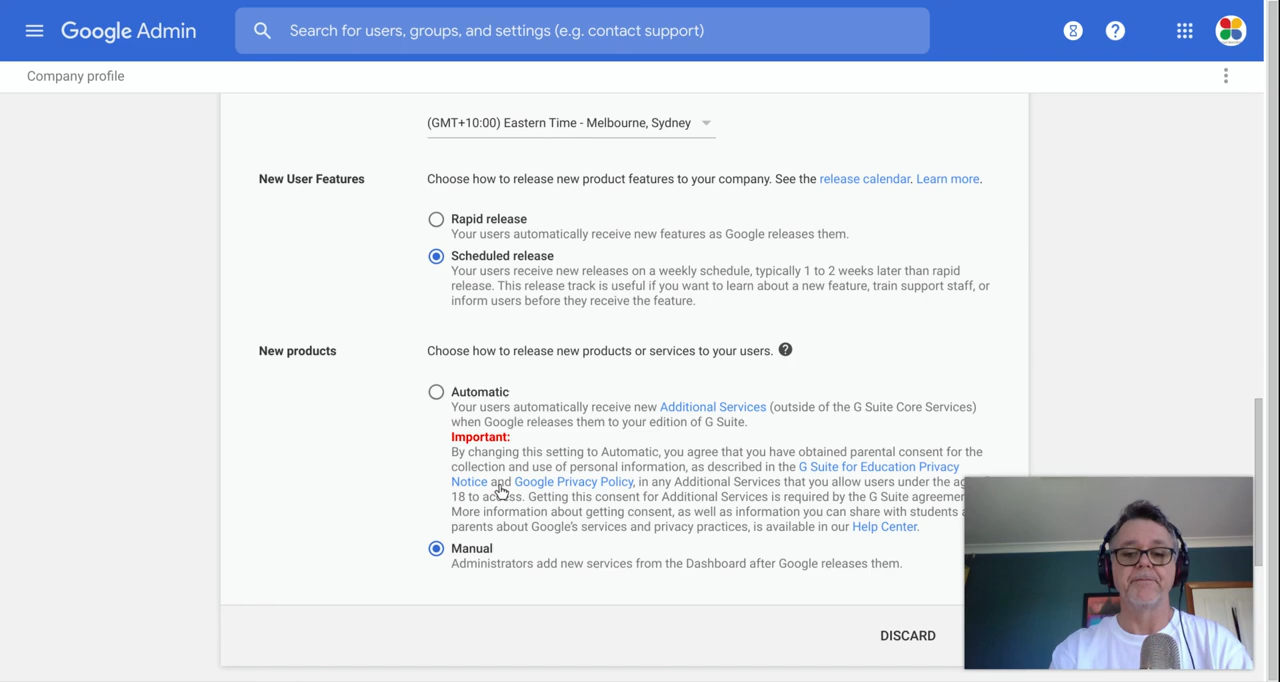 Google Admin
Search for users, groups, and settings (e.g. contact support)
Company profile
(GMT+10:00) Eastern Time - Melbourne, Sydney
New User Features
Choose how to release new product features to your company. See the release calendar. Learn more.
Rapid release
Your users automatically receive new features as Google releases them.
Scheduled release
Your users receive new releases on a weekly schedule, typically 1 to 2 weeks later than rapid
release. This release track is useful if you want to learn about a new feature, train support staff, or
inform users before they receive the feature.
New products
Choose how to release new products or services to your users. ?
Automatic
Your users automatically receive new Additional Services (outside of the G Suite Core Services)
when Google releases them to your edition of G Suite.
Important:
By changing this setting to Automatic, you agree that you have obtained parental consent for the
collection and use of personal information, as described in the G Suite for Education Privacy
Notice and Google Privacy Policy, in any Additional Services that you allow users under the
18 to access. Getting this consent for Additional Services is required by the G Suite
More information about getting consent, as well as information you can share with students
parents about Google's services and privacy practices, is available in our Help Center.
Manual
Administrators add new services from the Dashboard after Google releases them.
DISCARD